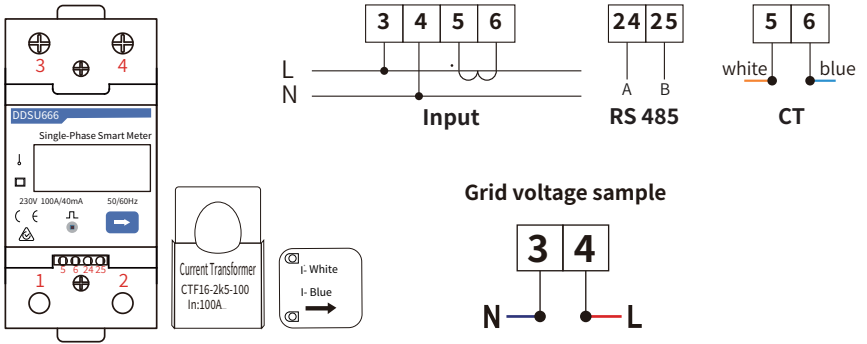 3 4
DDSU666
Single-Phase Smart Meter
230V 100A/40mA 50/60Hz
C E
5 6 24 25
1 2
Current Transformer
CTF16-2k5-100
In:100A
I- White
I- Blue
3 4 5 6
L
N
Input
24 25
A B
RS 485
5 6
white blue
CT
Grid voltage sample
3 4
N L